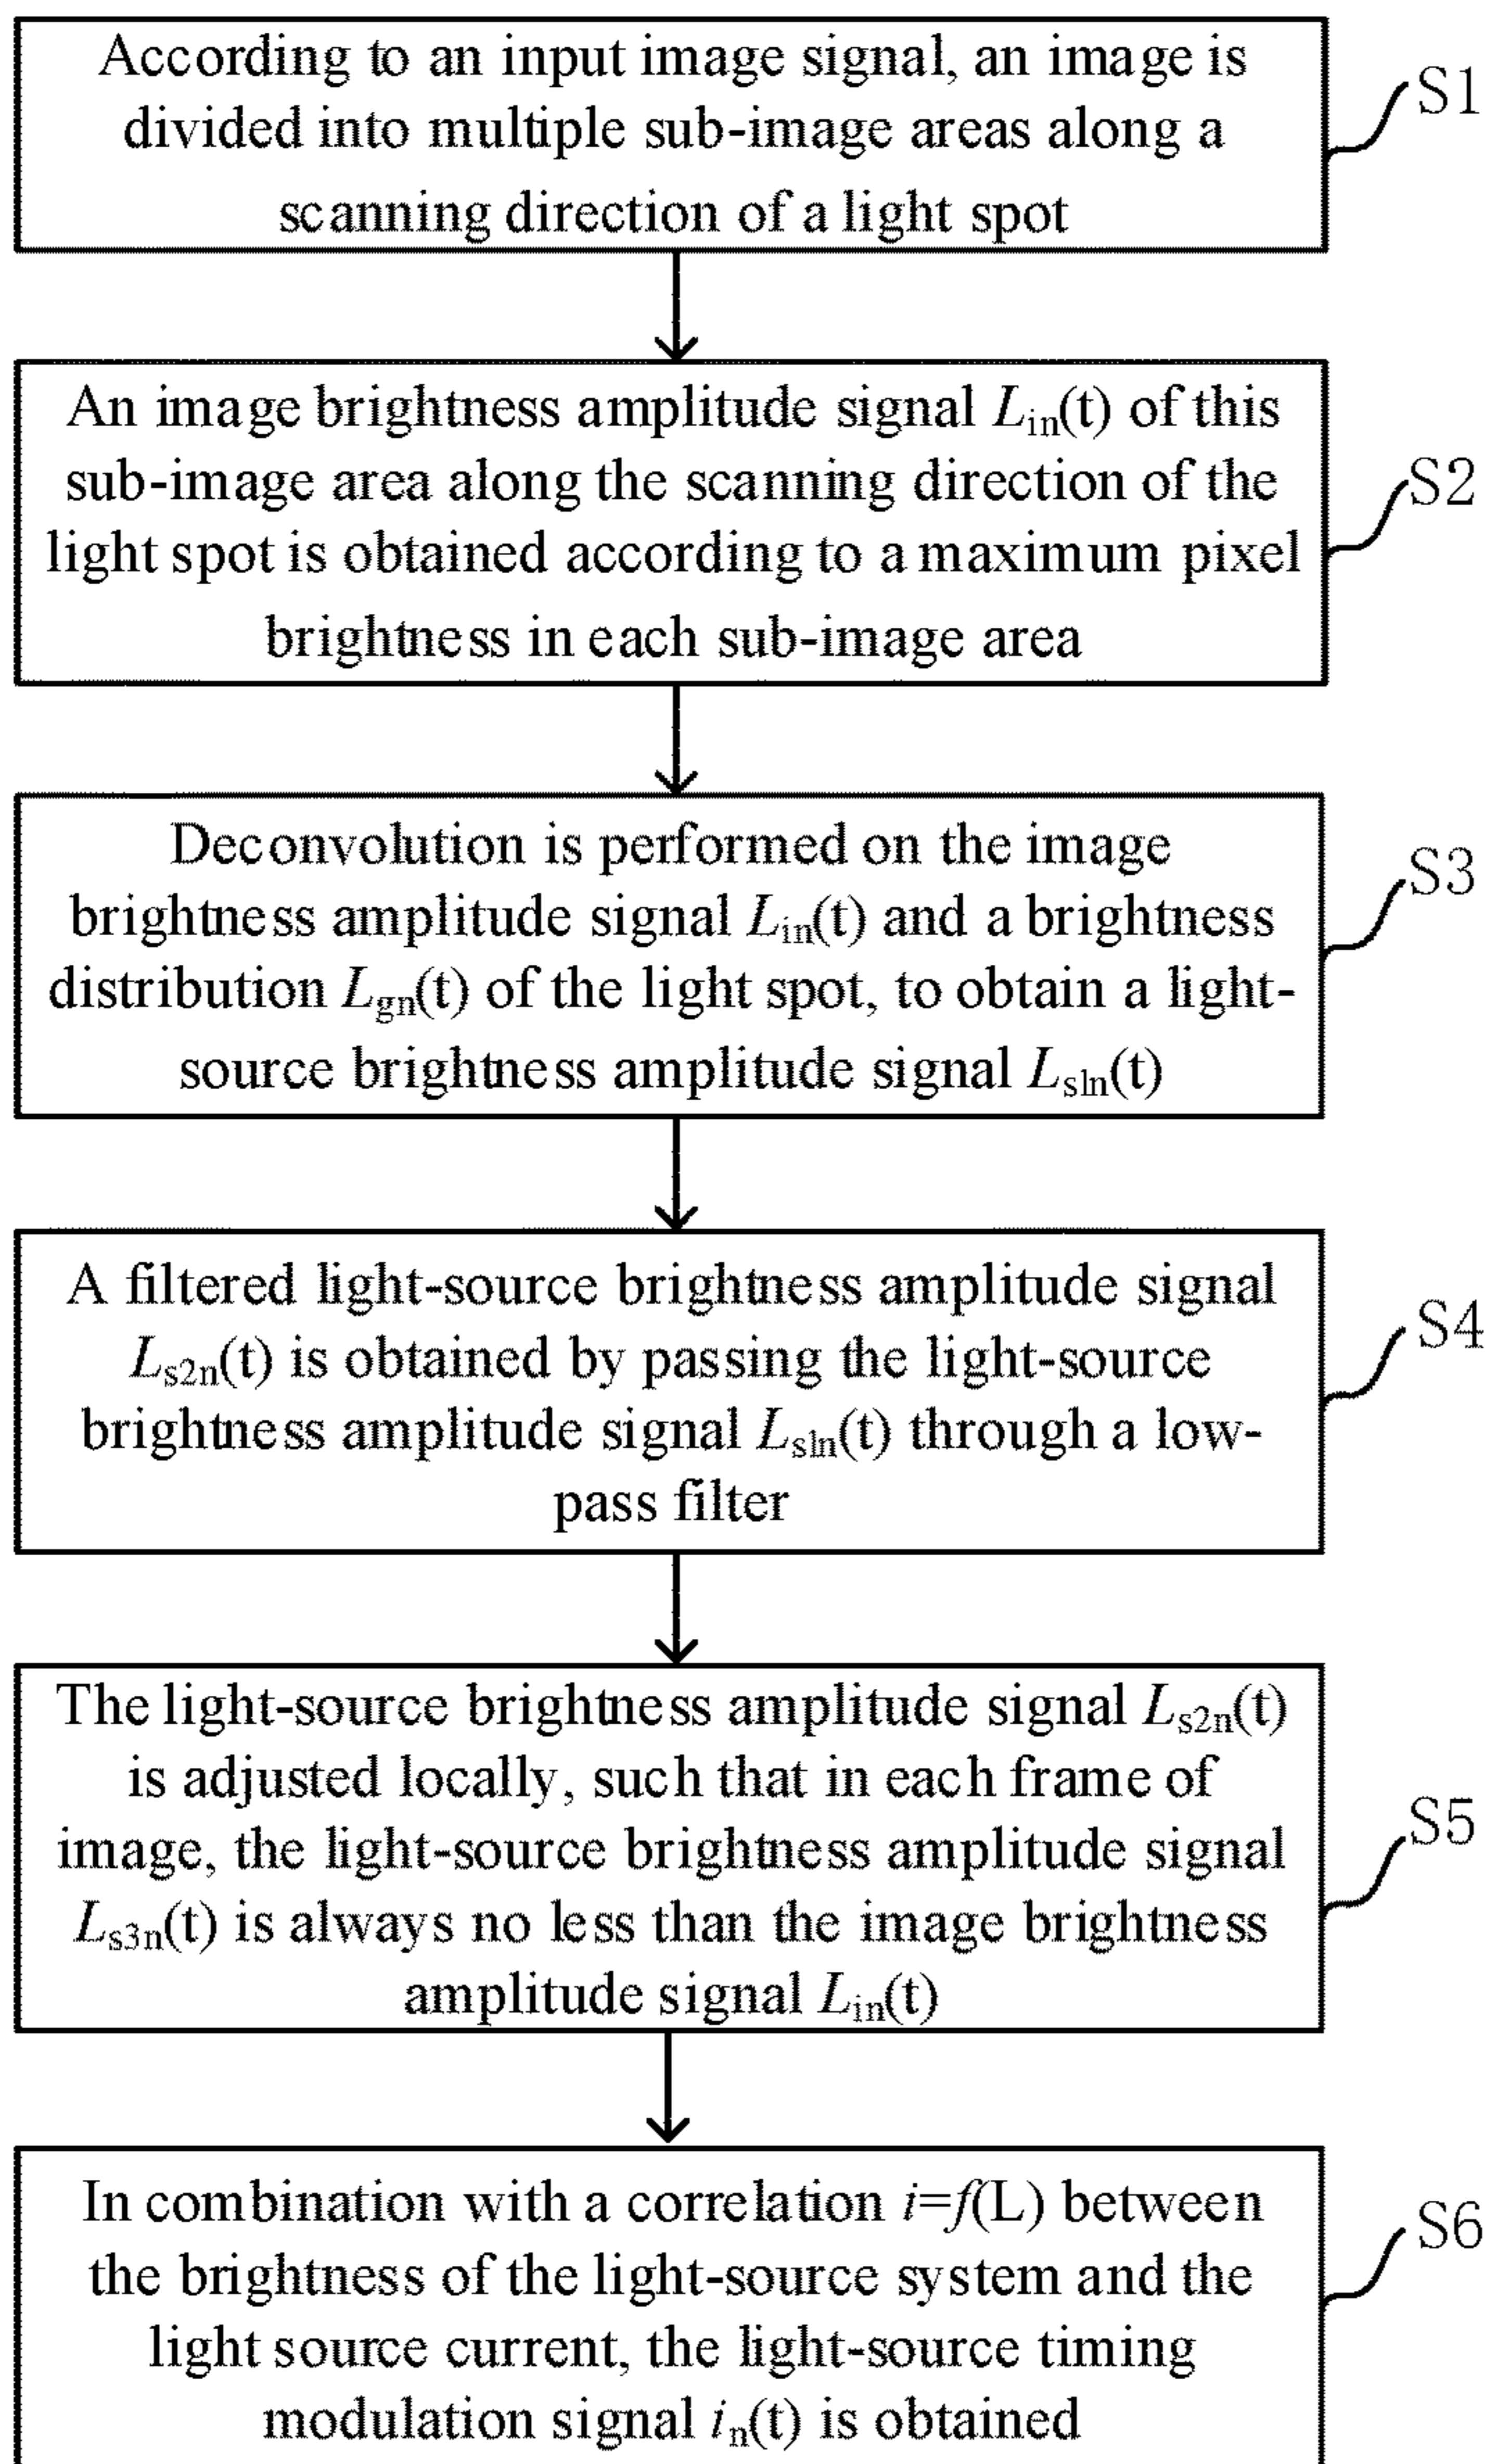 According to an input image signal, an image is
divided into multiple sub-image areas along a
scanning direction of a light spot
S1
An image brightness amplitude signal Lin(t) of this
sub-image area along the scanning direction of the
light spot is obtained according to a maximum pixel
brightness in each sub-image area
S2
Deconvolution is performed on the image
brightness amplitude signal Lin(t) and a brightness
distribution Lgn(t) of the light spot, to obtain a light-
source brightness amplitude signal Lsln(t)
S3
A filtered light-source brightness amplitude signal
Ls2n(t) is obtained by passing the light-source
brightness amplitude signal Lsln(t) through a low-
pass filter
S4
The light-source brightness amplitude signal Ls2n(t)
is adjusted locally, such that in each frame of
image, the light-source brightness amplitude signal
Ls3n(t) is always no less than the image brightness
amplitude signal Lin(t)
S5
In combination with a correlation i=f(L) between
the brightness of the light-source system and the
light source current, the light-source timing
modulation signal in(t) is obtained
S6